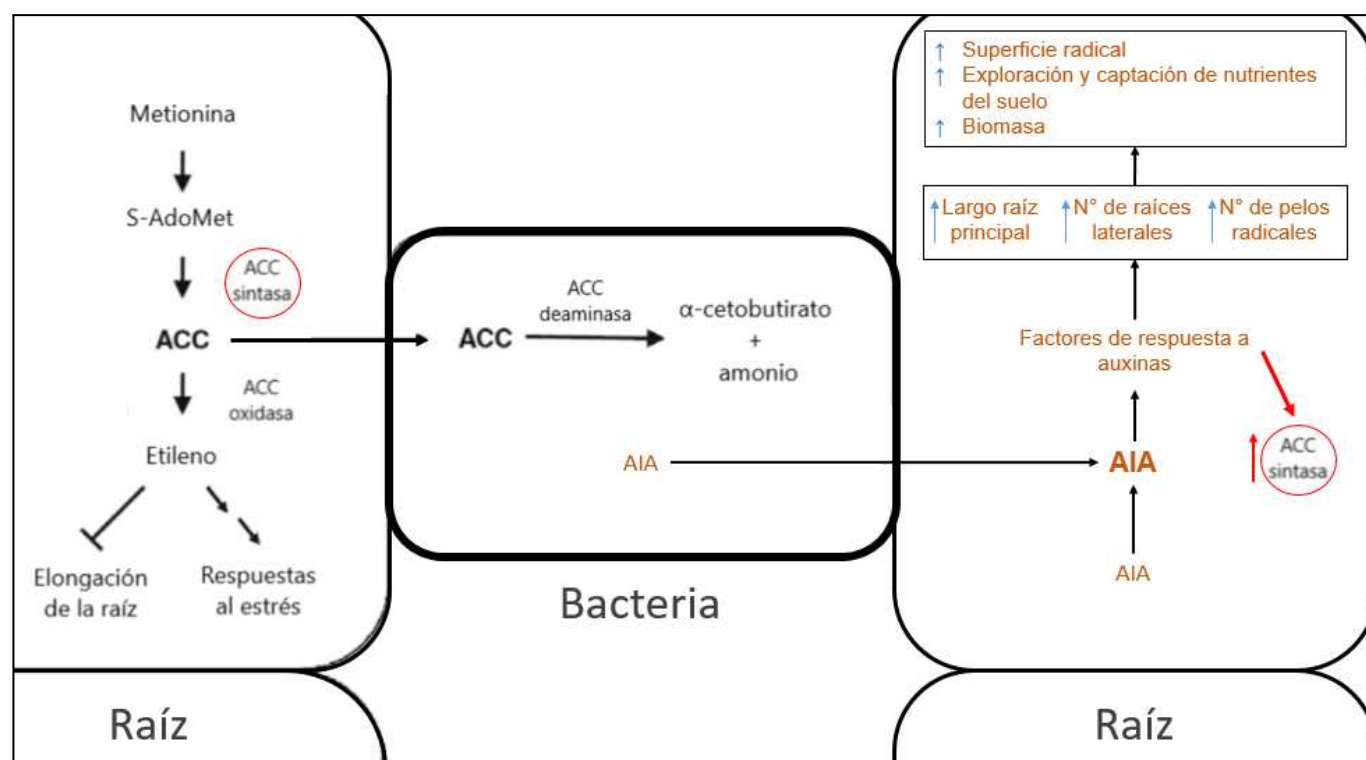 Metionina
S-AdoMet
ACC
sintasa
ACC
ACC
oxidasa
Etileno
Elongación
de la raíz
Respuestas
al estrés
Raíz
ACC
ACC
deaminasa
α-cetobutirato
+
amonio
AIA
Bacteria
↑ Superficie radical
↑ Exploración y captación de nutrientes
del suelo
↑ Biomasa
↑ Largo raíz
principal
↑ N° de raíces
laterales
↑ N° de pelos
radicales
Factores de respuesta a
auxinas
AIA
↑ ACC
sintasa
AIA
Raíz